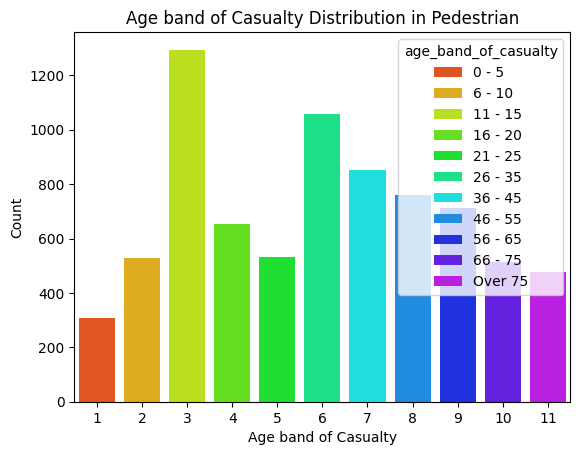 Age band of Casualty Distribution in Pedestrian
age_band_of_casualty
0 - 5
6 - 10
11 - 15
16 - 20
21 - 25
26 - 35
36 - 45
46 - 55
56 - 65
66 - 75
Over 75
Count
1200
1000
800
600
400
200
0
1 2 3 4 5 6 7 8 9 10 11
Age band of Casualty